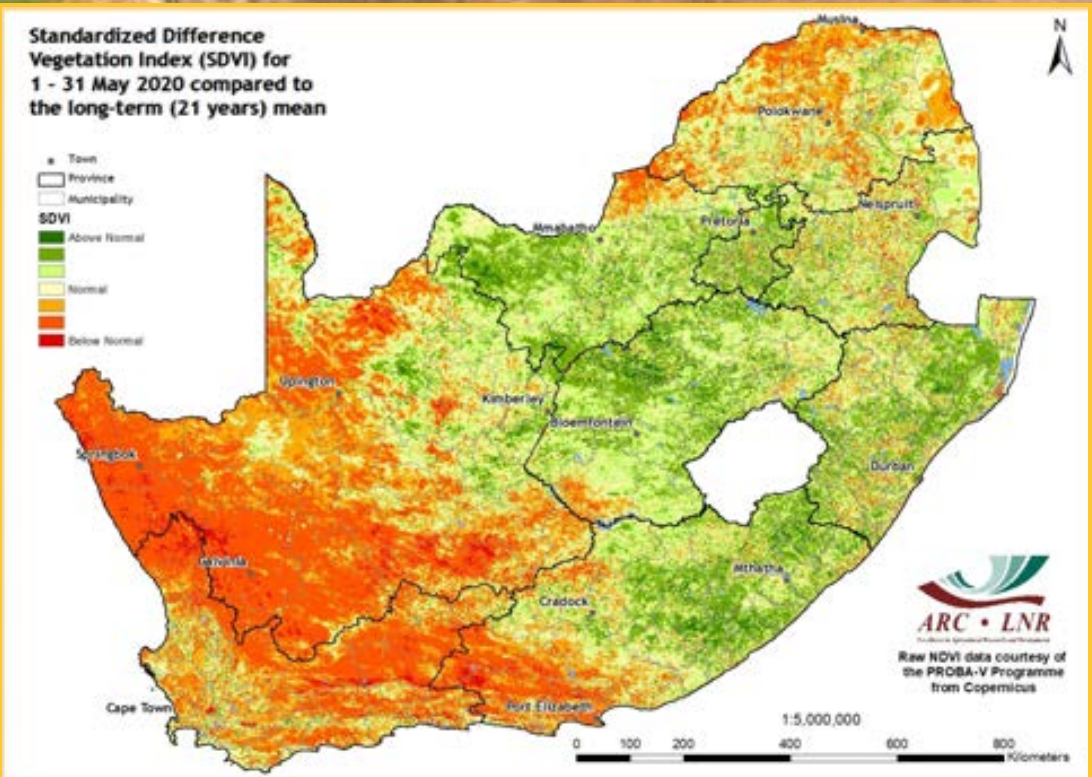 Standardized Difference
Vegetation Index (SDVI) for
1 - 31 May 2020 compared to
the long-term (21 years) mean
Town
Province
Municipality
SDVI
Above Normal
Normal
Below Normal
N
Musina
Polokwane
Nelspruit
Pretoria
Mmabatho
Upington
Kimberley
Bloemfontein
Springbok
Durban
Calvinia
Mthatha
Cradock
Cape Town
Port Elizabeth
ARC • LNR
Raw NDVI data courtesy of
the PROBA-V Programme
from Copernicus
1:5,000,000
0 100 200 400 600 800
Kilometers